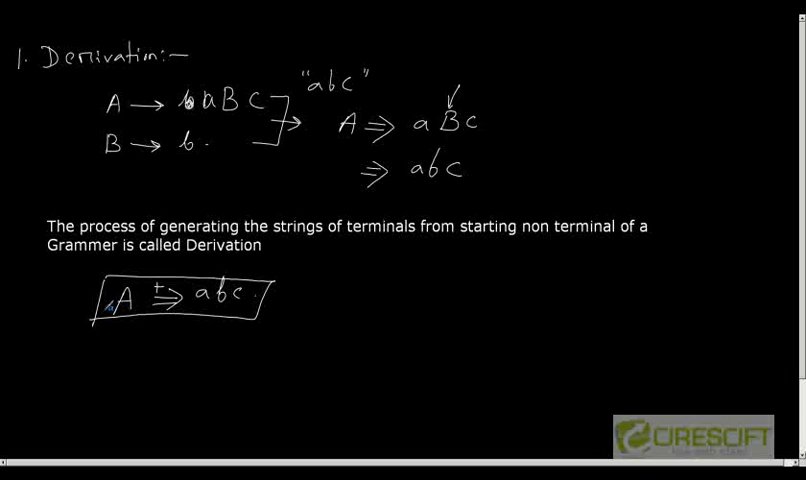 1. Derivation:-
A → aBc
"abc"
A ⇒ aBc
B → b.
⇒ abc
The process of generating the strings of terminals from starting non terminal of a
Grammer is called Derivation
A ⇒+ abc.
CIRESCIFT